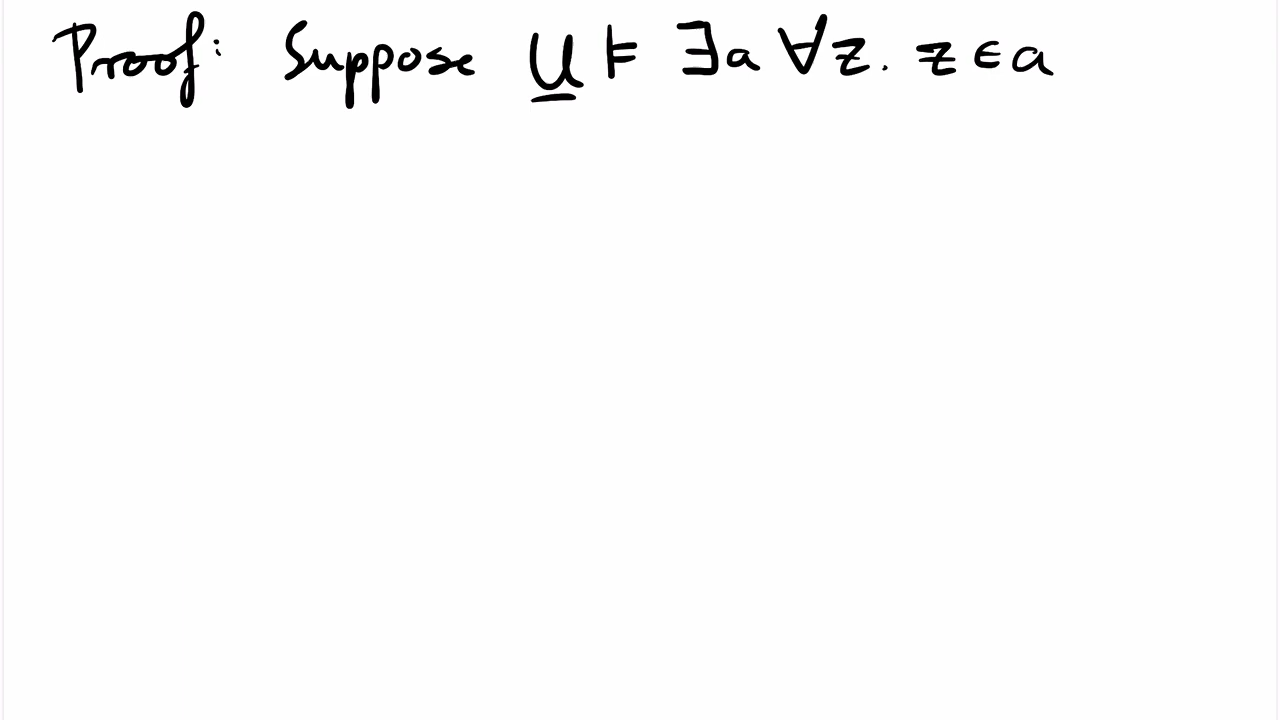 Proof: Suppose U ⊨ ∃a ∀z. z ∈ a